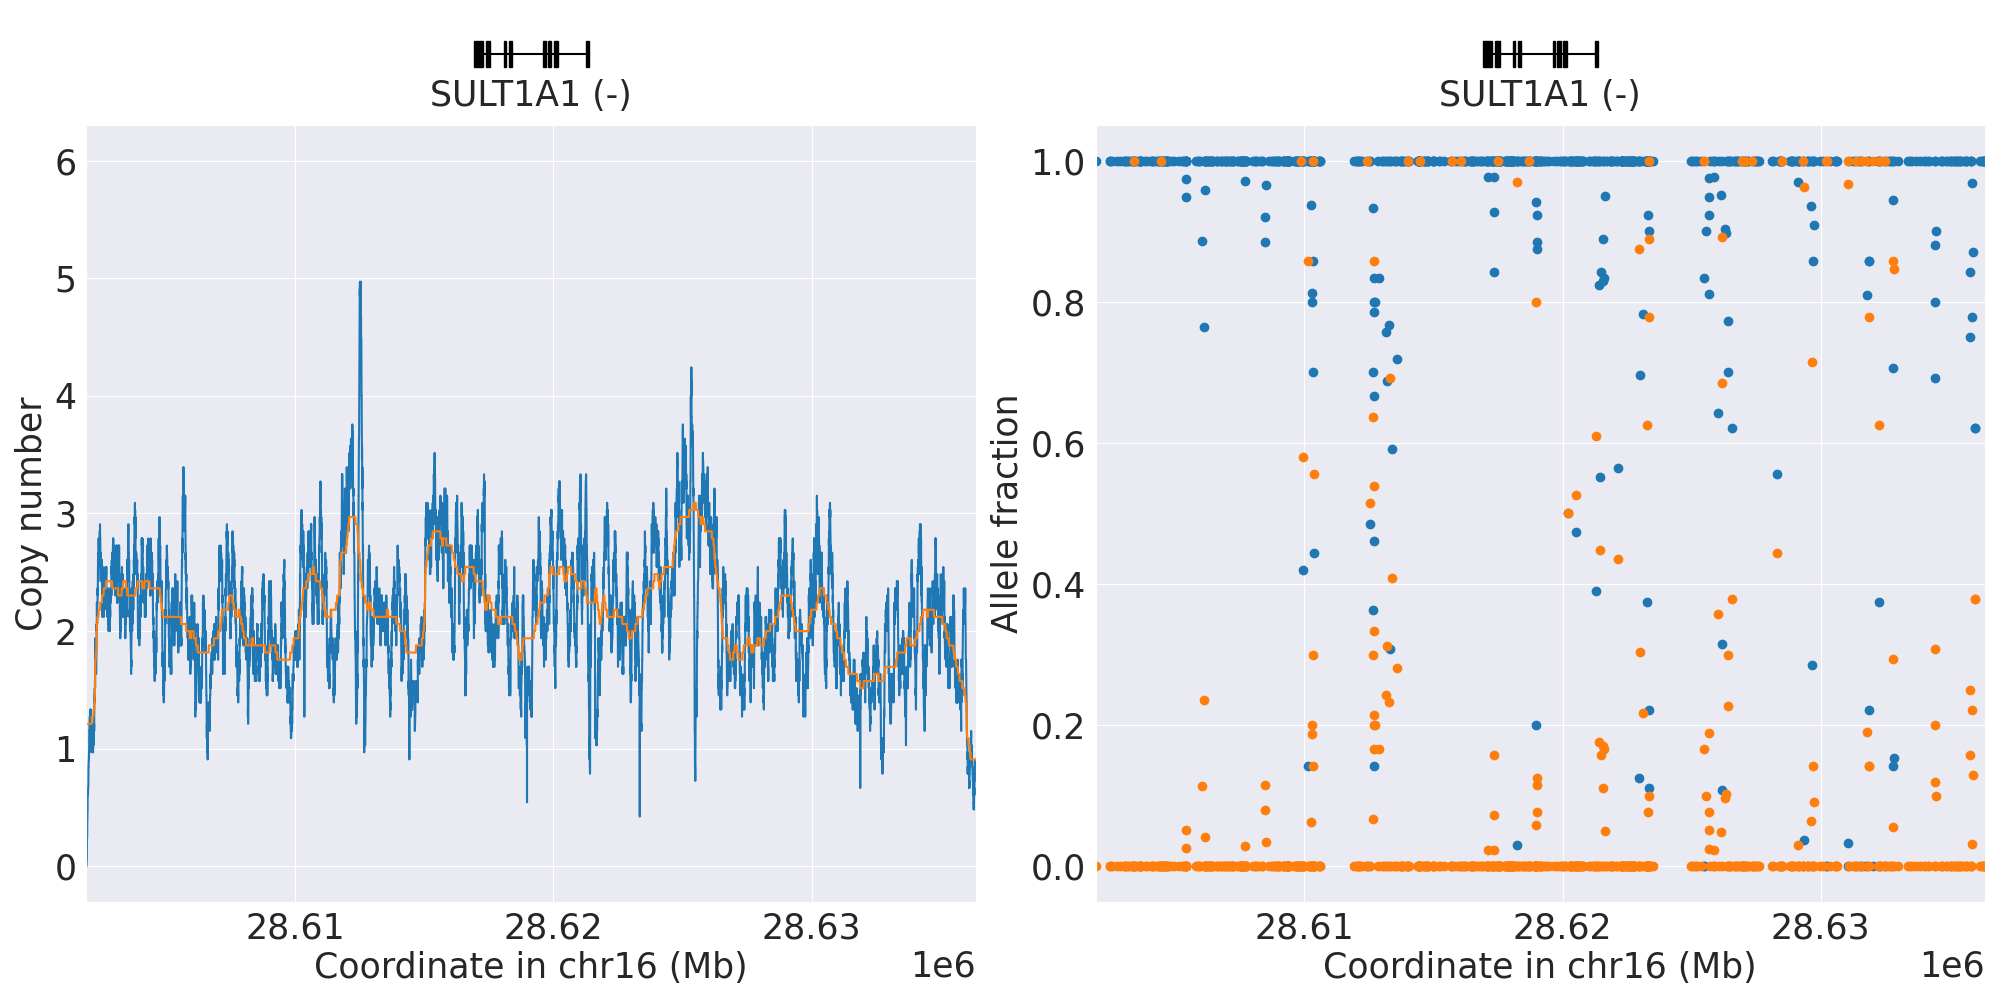 SULT1A1 (-)
6
5
4
3
2
1
0
Copy number
28.61
28.62
28.63
Coordinate in chr16 (Mb)
1e6
SULT1A1 (-)
1.0
0.8
0.6
0.4
0.2
0.0
Allele fraction
28.61
28.62
28.63
Coordinate in chr16 (Mb)
1e6